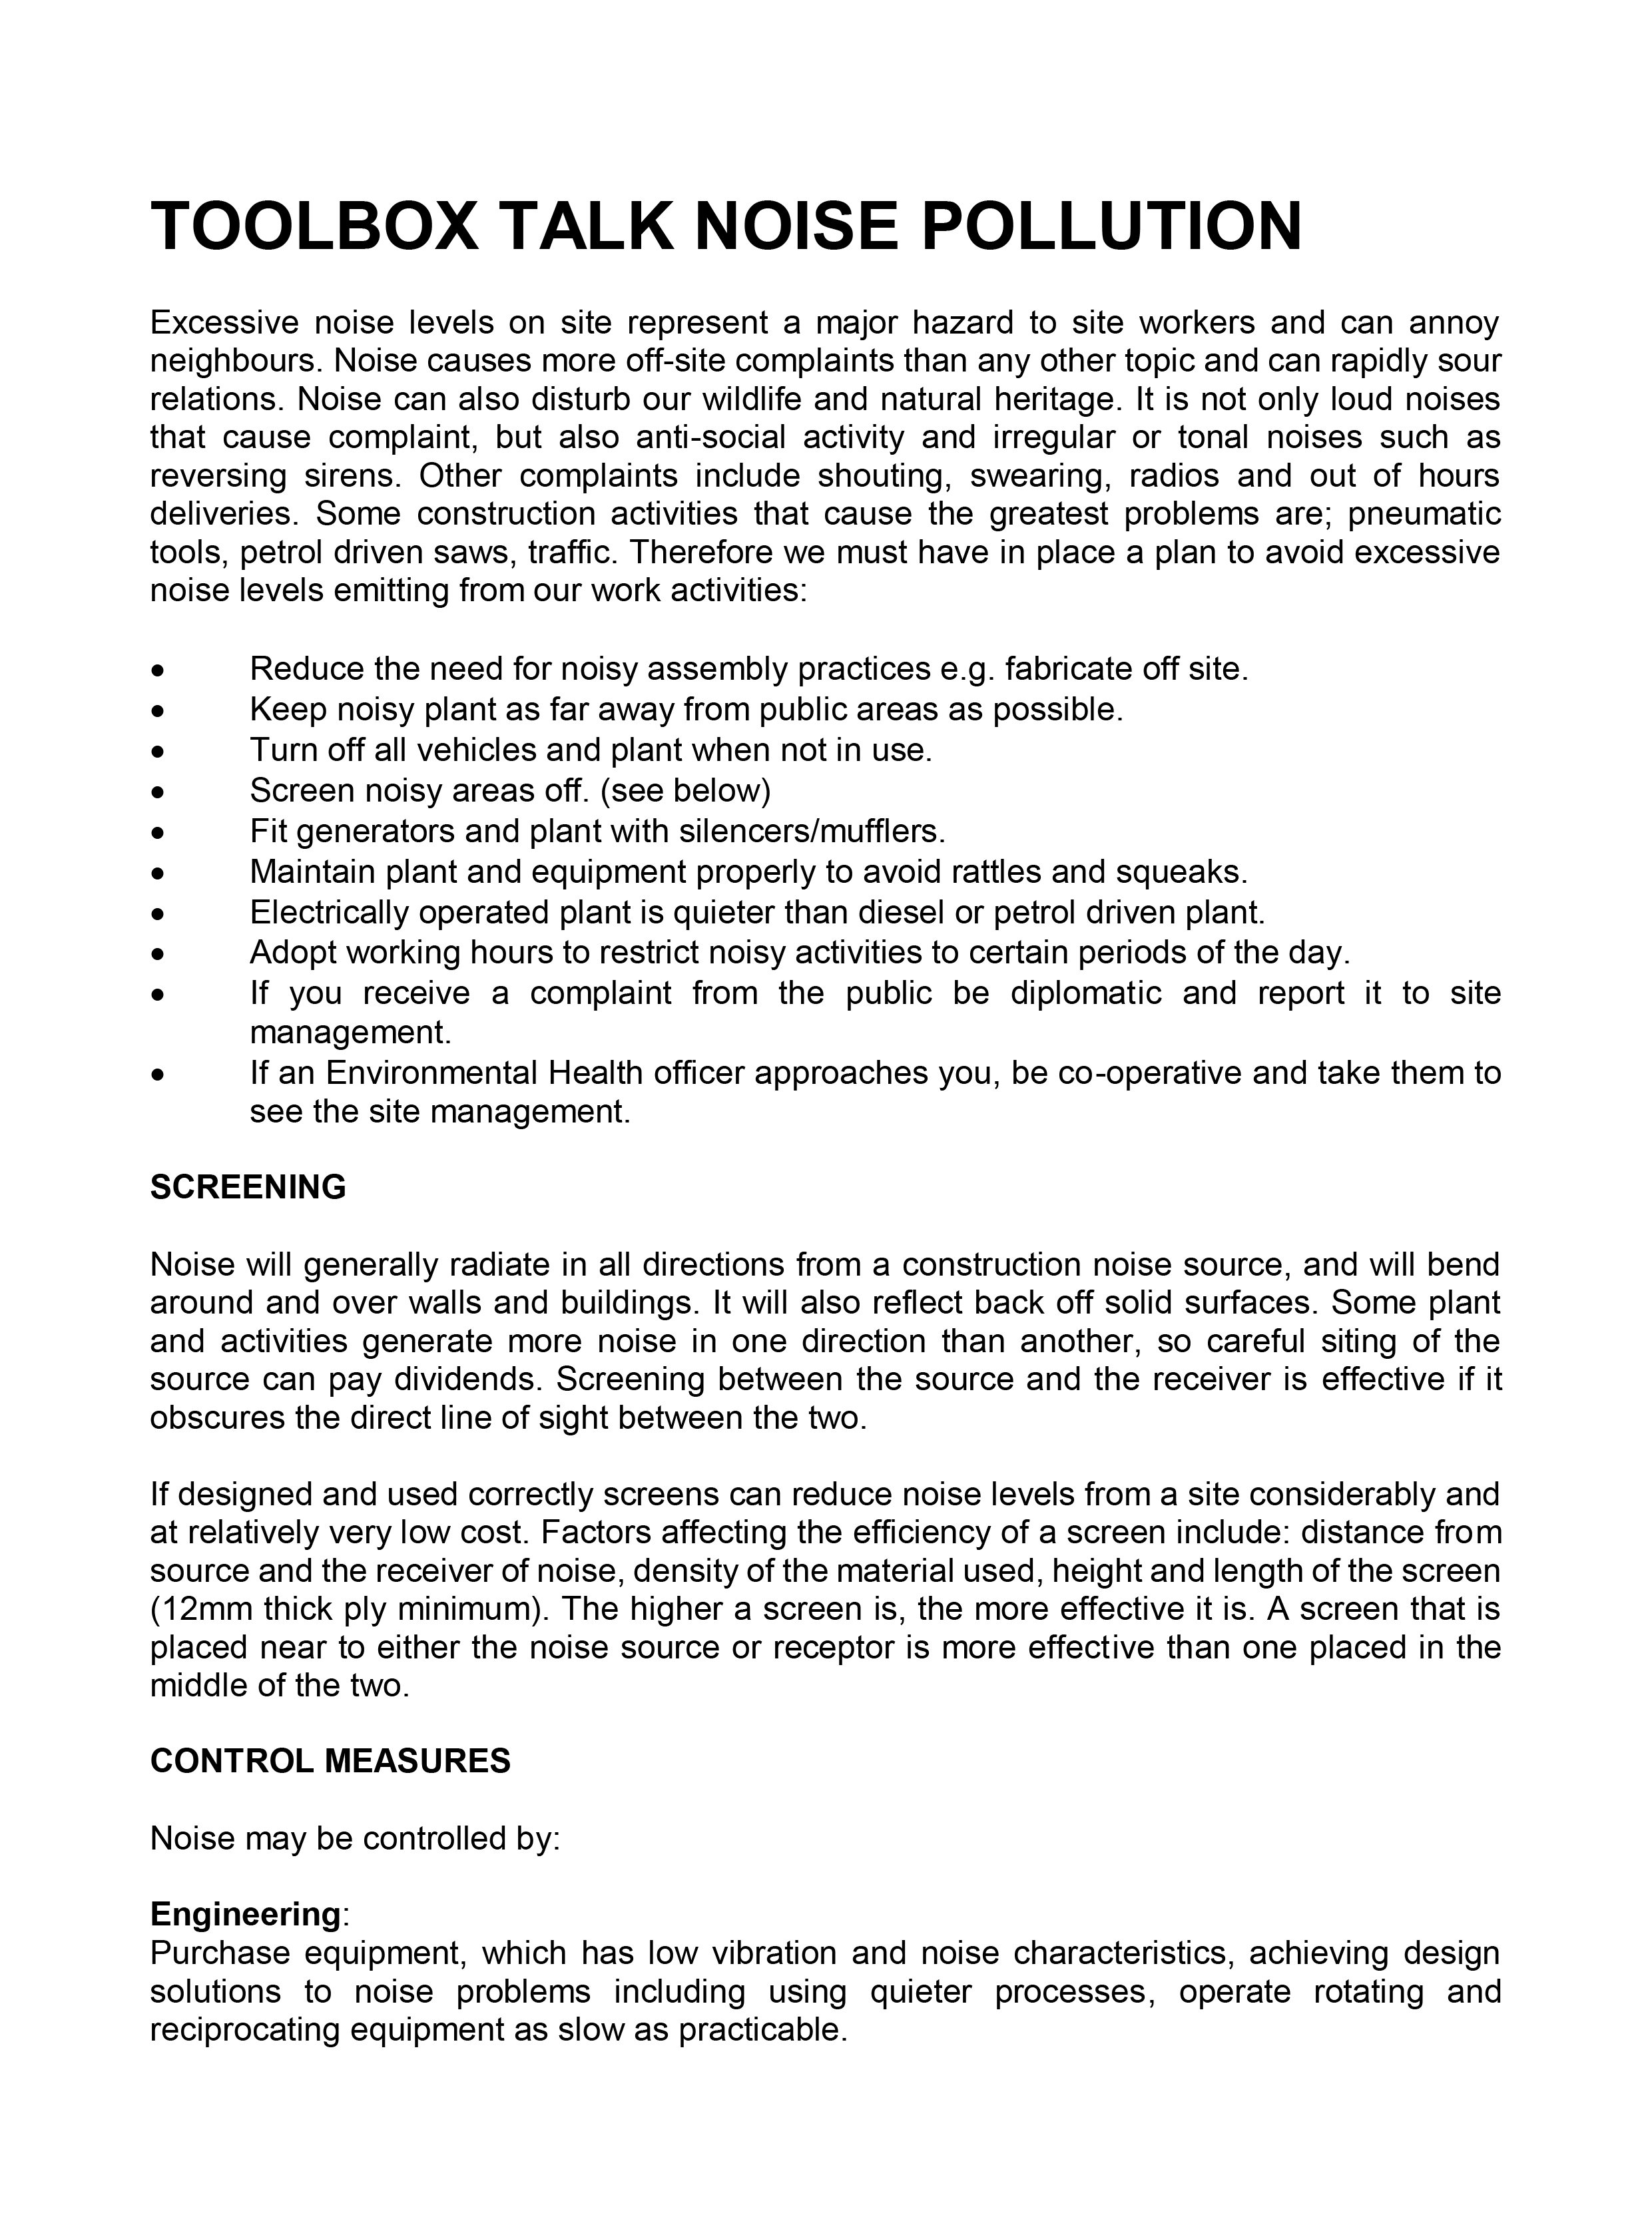 TOOLBOX TALK NOISE POLLUTION
Excessive noise levels on site represent a major hazard to site workers and can annoy
neighbours. Noise causes more off-site complaints than any other topic and can rapidly sour
relations. Noise can also disturb our wildlife and natural heritage. It is not only loud noises
that cause complaint, but also anti-social activity and irregular or tonal noises such as
reversing sirens. Other complaints include shouting, swearing, radios and out of hours
deliveries. Some construction activities that cause the greatest problems are; pneumatic
tools, petrol driven saws, traffic. Therefore we must have in place a plan to avoid excessive
noise levels emitting from our work activities:
• Reduce the need for noisy assembly practices e.g. fabricate off site.
• Keep noisy plant as far away from public areas as possible.
• Turn off all vehicles and plant when not in use.
• Screen noisy areas off. (see below)
• Fit generators and plant with silencers/mufflers.
• Maintain plant and equipment properly to avoid rattles and squeaks.
• Electrically operated plant is quieter than diesel or petrol driven plant.
• Adopt working hours to restrict noisy activities to certain periods of the day.
• If you receive a complaint from the public be diplomatic and report it to site
management.
• If an Environmental Health officer approaches you, be co-operative and take them to
see the site management.
SCREENING
Noise will generally radiate in all directions from a construction noise source, and will bend
around and over walls and buildings. It will also reflect back off solid surfaces. Some plant
and activities generate more noise in one direction than another, so careful siting of the
source can pay dividends. Screening between the source and the receiver is effective if it
obscures the direct line of sight between the two.
If designed and used correctly screens can reduce noise levels from a site considerably and
at relatively very low cost. Factors affecting the efficiency of a screen include: distance from
source and the receiver of noise, density of the material used, height and length of the screen
(12mm thick ply minimum). The higher a screen is, the more effective it is. A screen that is
placed near to either the noise source or receptor is more effective than one placed in the
middle of the two.
CONTROL MEASURES
Noise may be controlled by:
Engineering:
Purchase equipment, which has low vibration and noise characteristics, achieving design
solutions to noise problems including using quieter processes, operate rotating and
reciprocating equipment as slow as practicable.